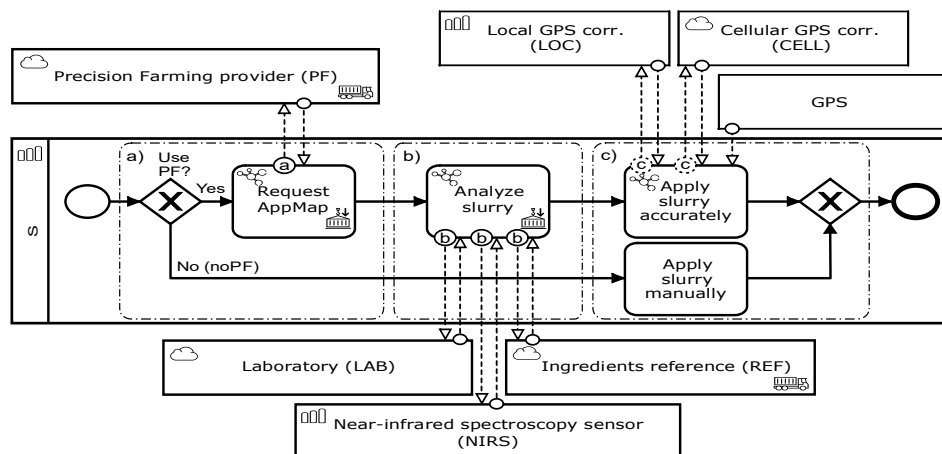 Local GPS corr.
(LOC)
Cellular GPS corr.
(CELL)
Precision Farming provider (PF)
GPS
a)
Use
PF?
Yes
a
Request
AppMap
b)
Analyze
slurry
b
b
b
c)
c
c
Apply
slurry
accurately
S
No (noPF)
Apply
slurry
manually
Laboratory (LAB)
Ingredients reference (REF)
Near-infrared spectroscopy sensor
(NIRS)